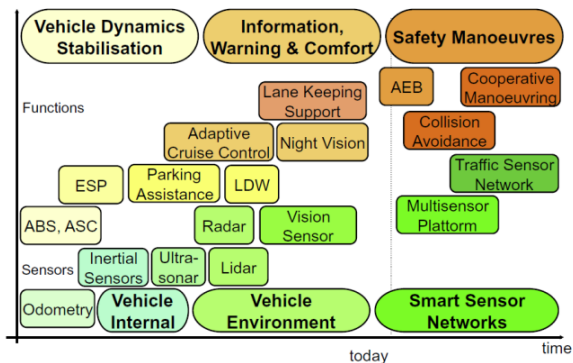 Vehicle Dynamics
Stabilisation
Information,
Warning & Comfort
Safety Manoeuvres
Functions
Lane Keeping
Support
AEB
Cooperative
Manoeuvring
Adaptive
Cruise Control
Night Vision
Collision
Avoidance
ESP
Parking
Assistance
LDW
Traffic Sensor
Network
ABS, ASC
Radar
Vision
Sensor
Multisensor
Plattorm
Sensors
Inertial
Sensors
Ultra-
sonar
Lidar
Odometry
Vehicle
Internal
Vehicle
Environment
Smart Sensor
Networks
today
time